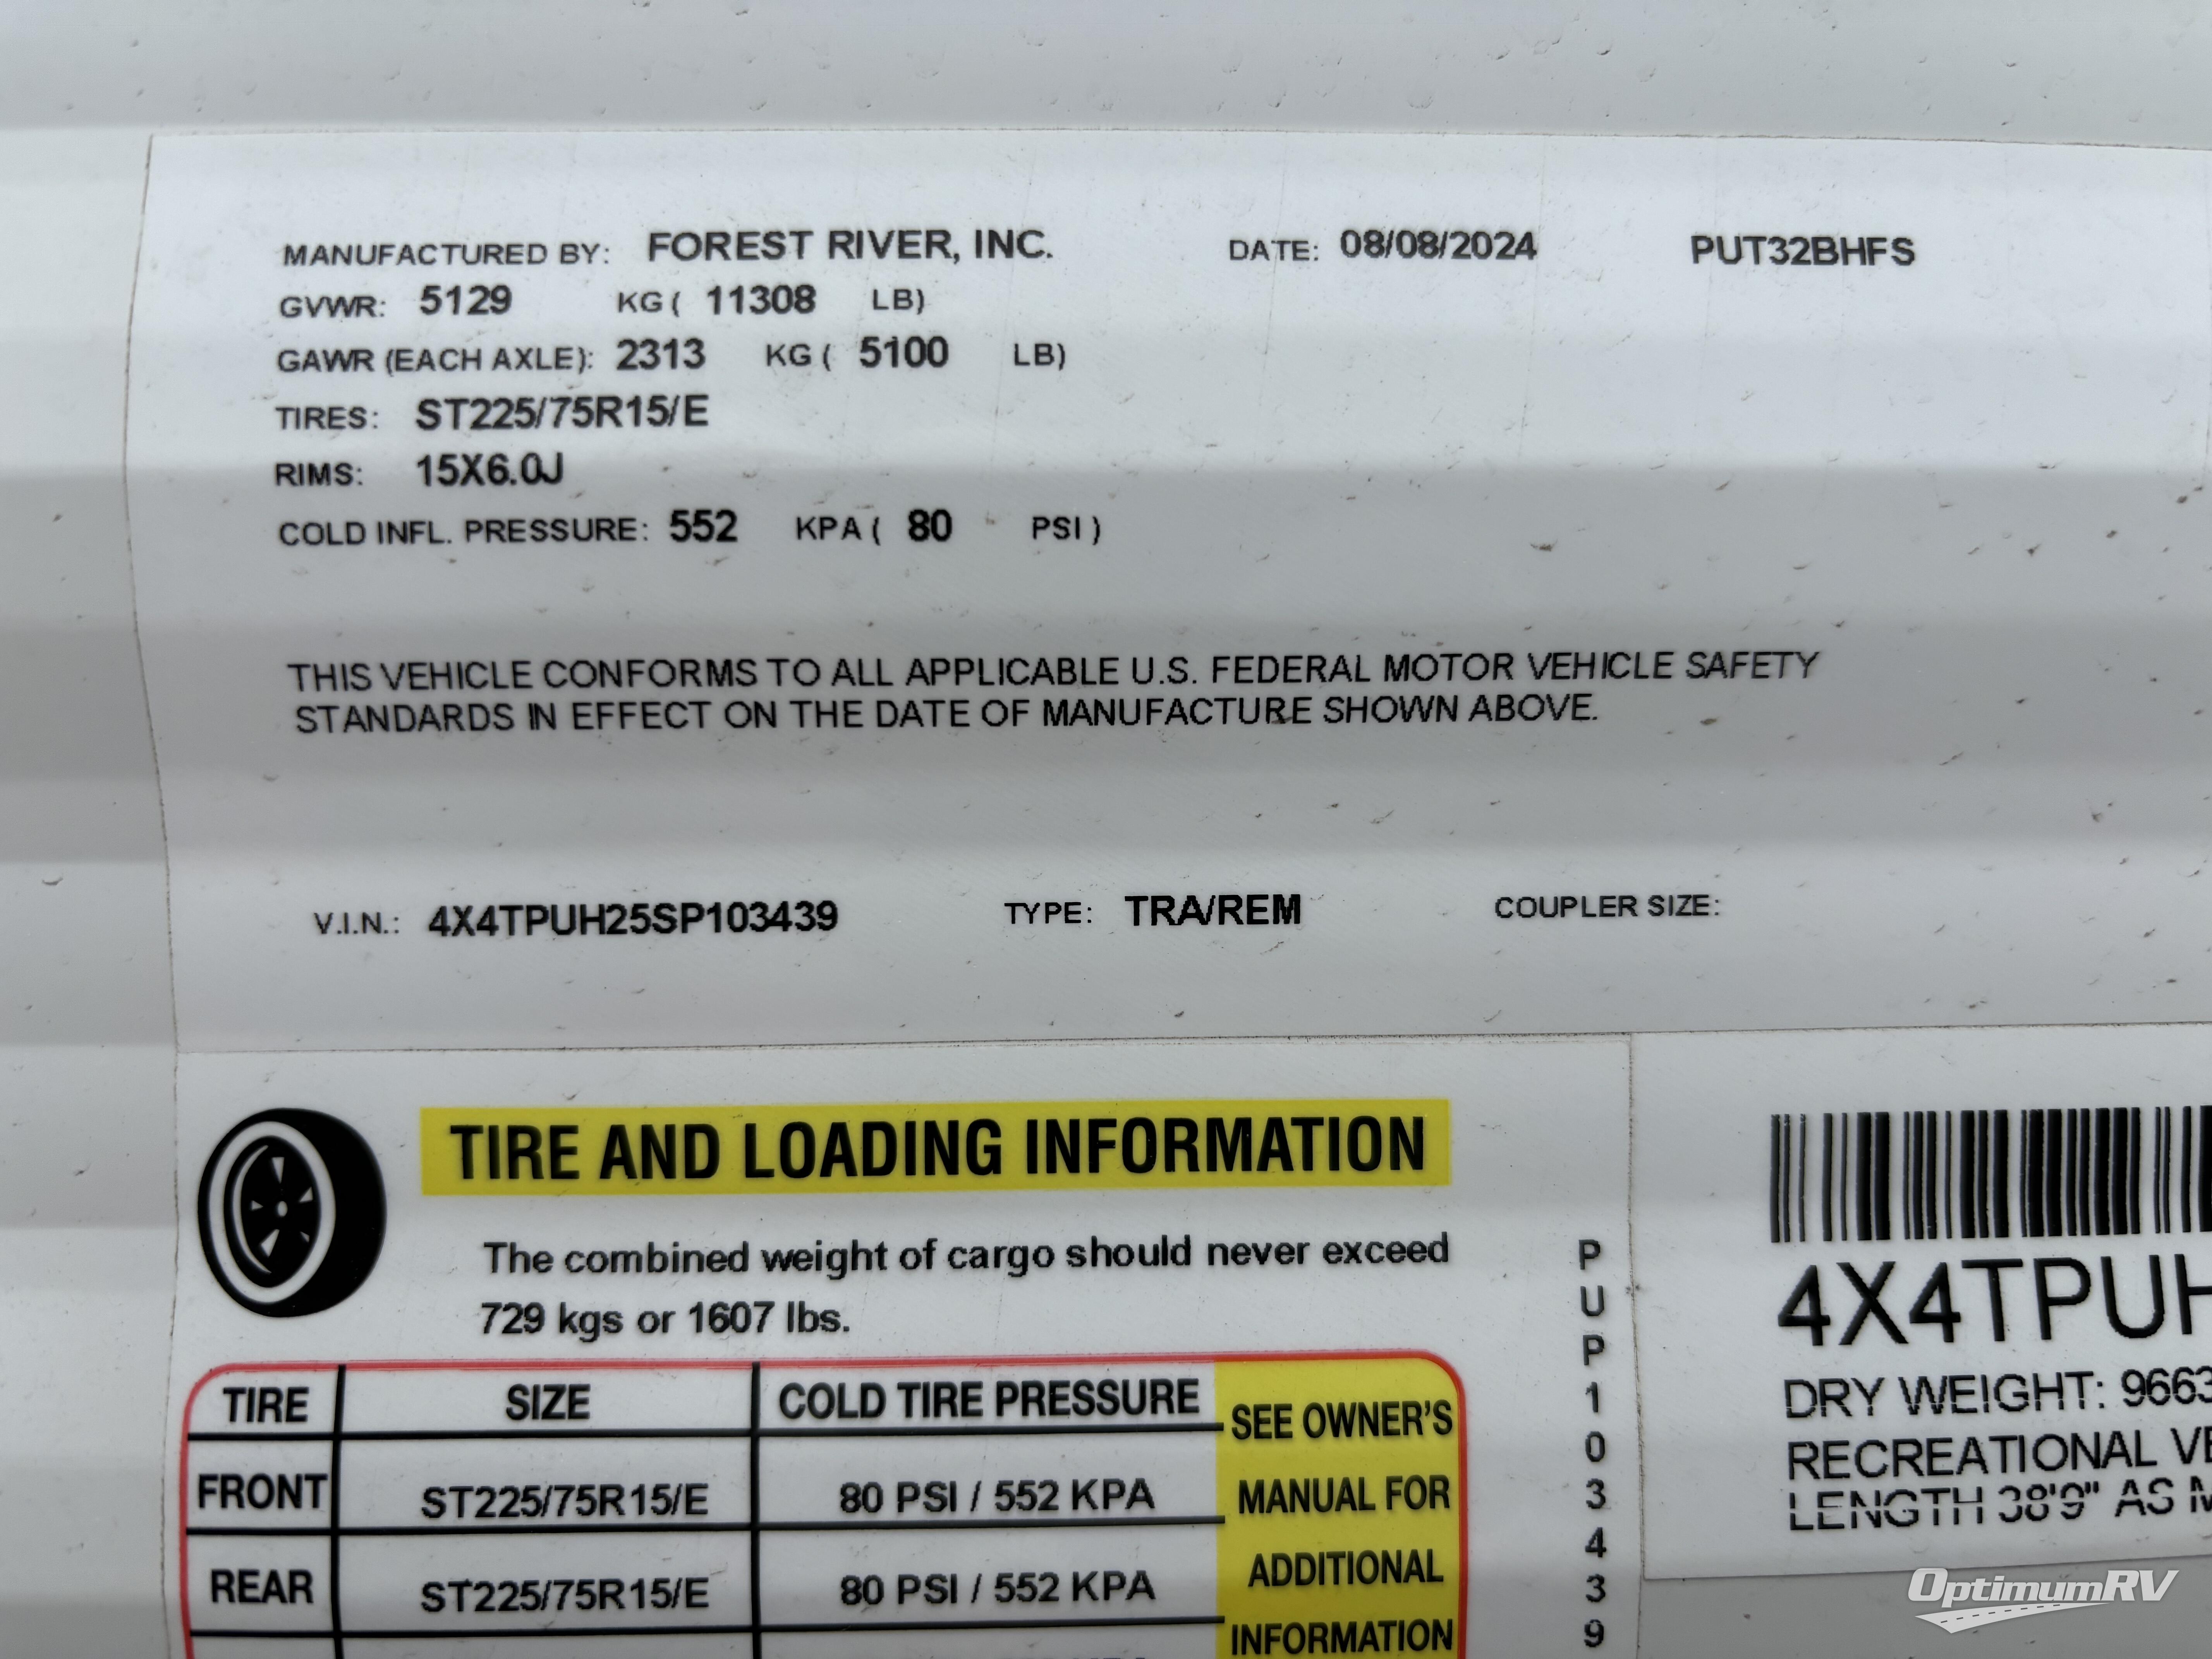 MANUFACTURED BY: FOREST RIVER, INC. DATE: 08/08/2024 PUT32BHFS
GVWR: 5129 KG ( 11308 LB)
GAWR (EACH AXLE): 2313 KG ( 5100 LB)
TIRES: ST225/75R15/E
RIMS: 15X6.0J
COLD INFL. PRESSURE: 552 KPA ( 80 PSI )
THIS VEHICLE CONFORMS TO ALL APPLICABLE U.S. FEDERAL MOTOR VEHICLE SAFETY
STANDARDS IN EFFECT ON THE DATE OF MANUFACTURE SHOWN ABOVE.
V.I.N.: 4X4TPUH25SP103439 TYPE: TRA/REM COUPLER SIZE:
TIRE AND LOADING INFORMATION
The combined weight of cargo should never exceed
729 kgs or 1607 lbs.
TIRE SIZE COLD TIRE PRESSURE
FRONT ST225/75R15/E 80 PSI / 552 KPA
REAR ST225/75R15/E 80 PSI / 552 KPA
SEE OWNER'S
MANUAL FOR
ADDITIONAL
INFORMATION
PUP103439
4X4TPUH
DRY WEIGHT: 9663
RECREATIONAL VE
LENGTH 38'9" AS M
OptimumRV